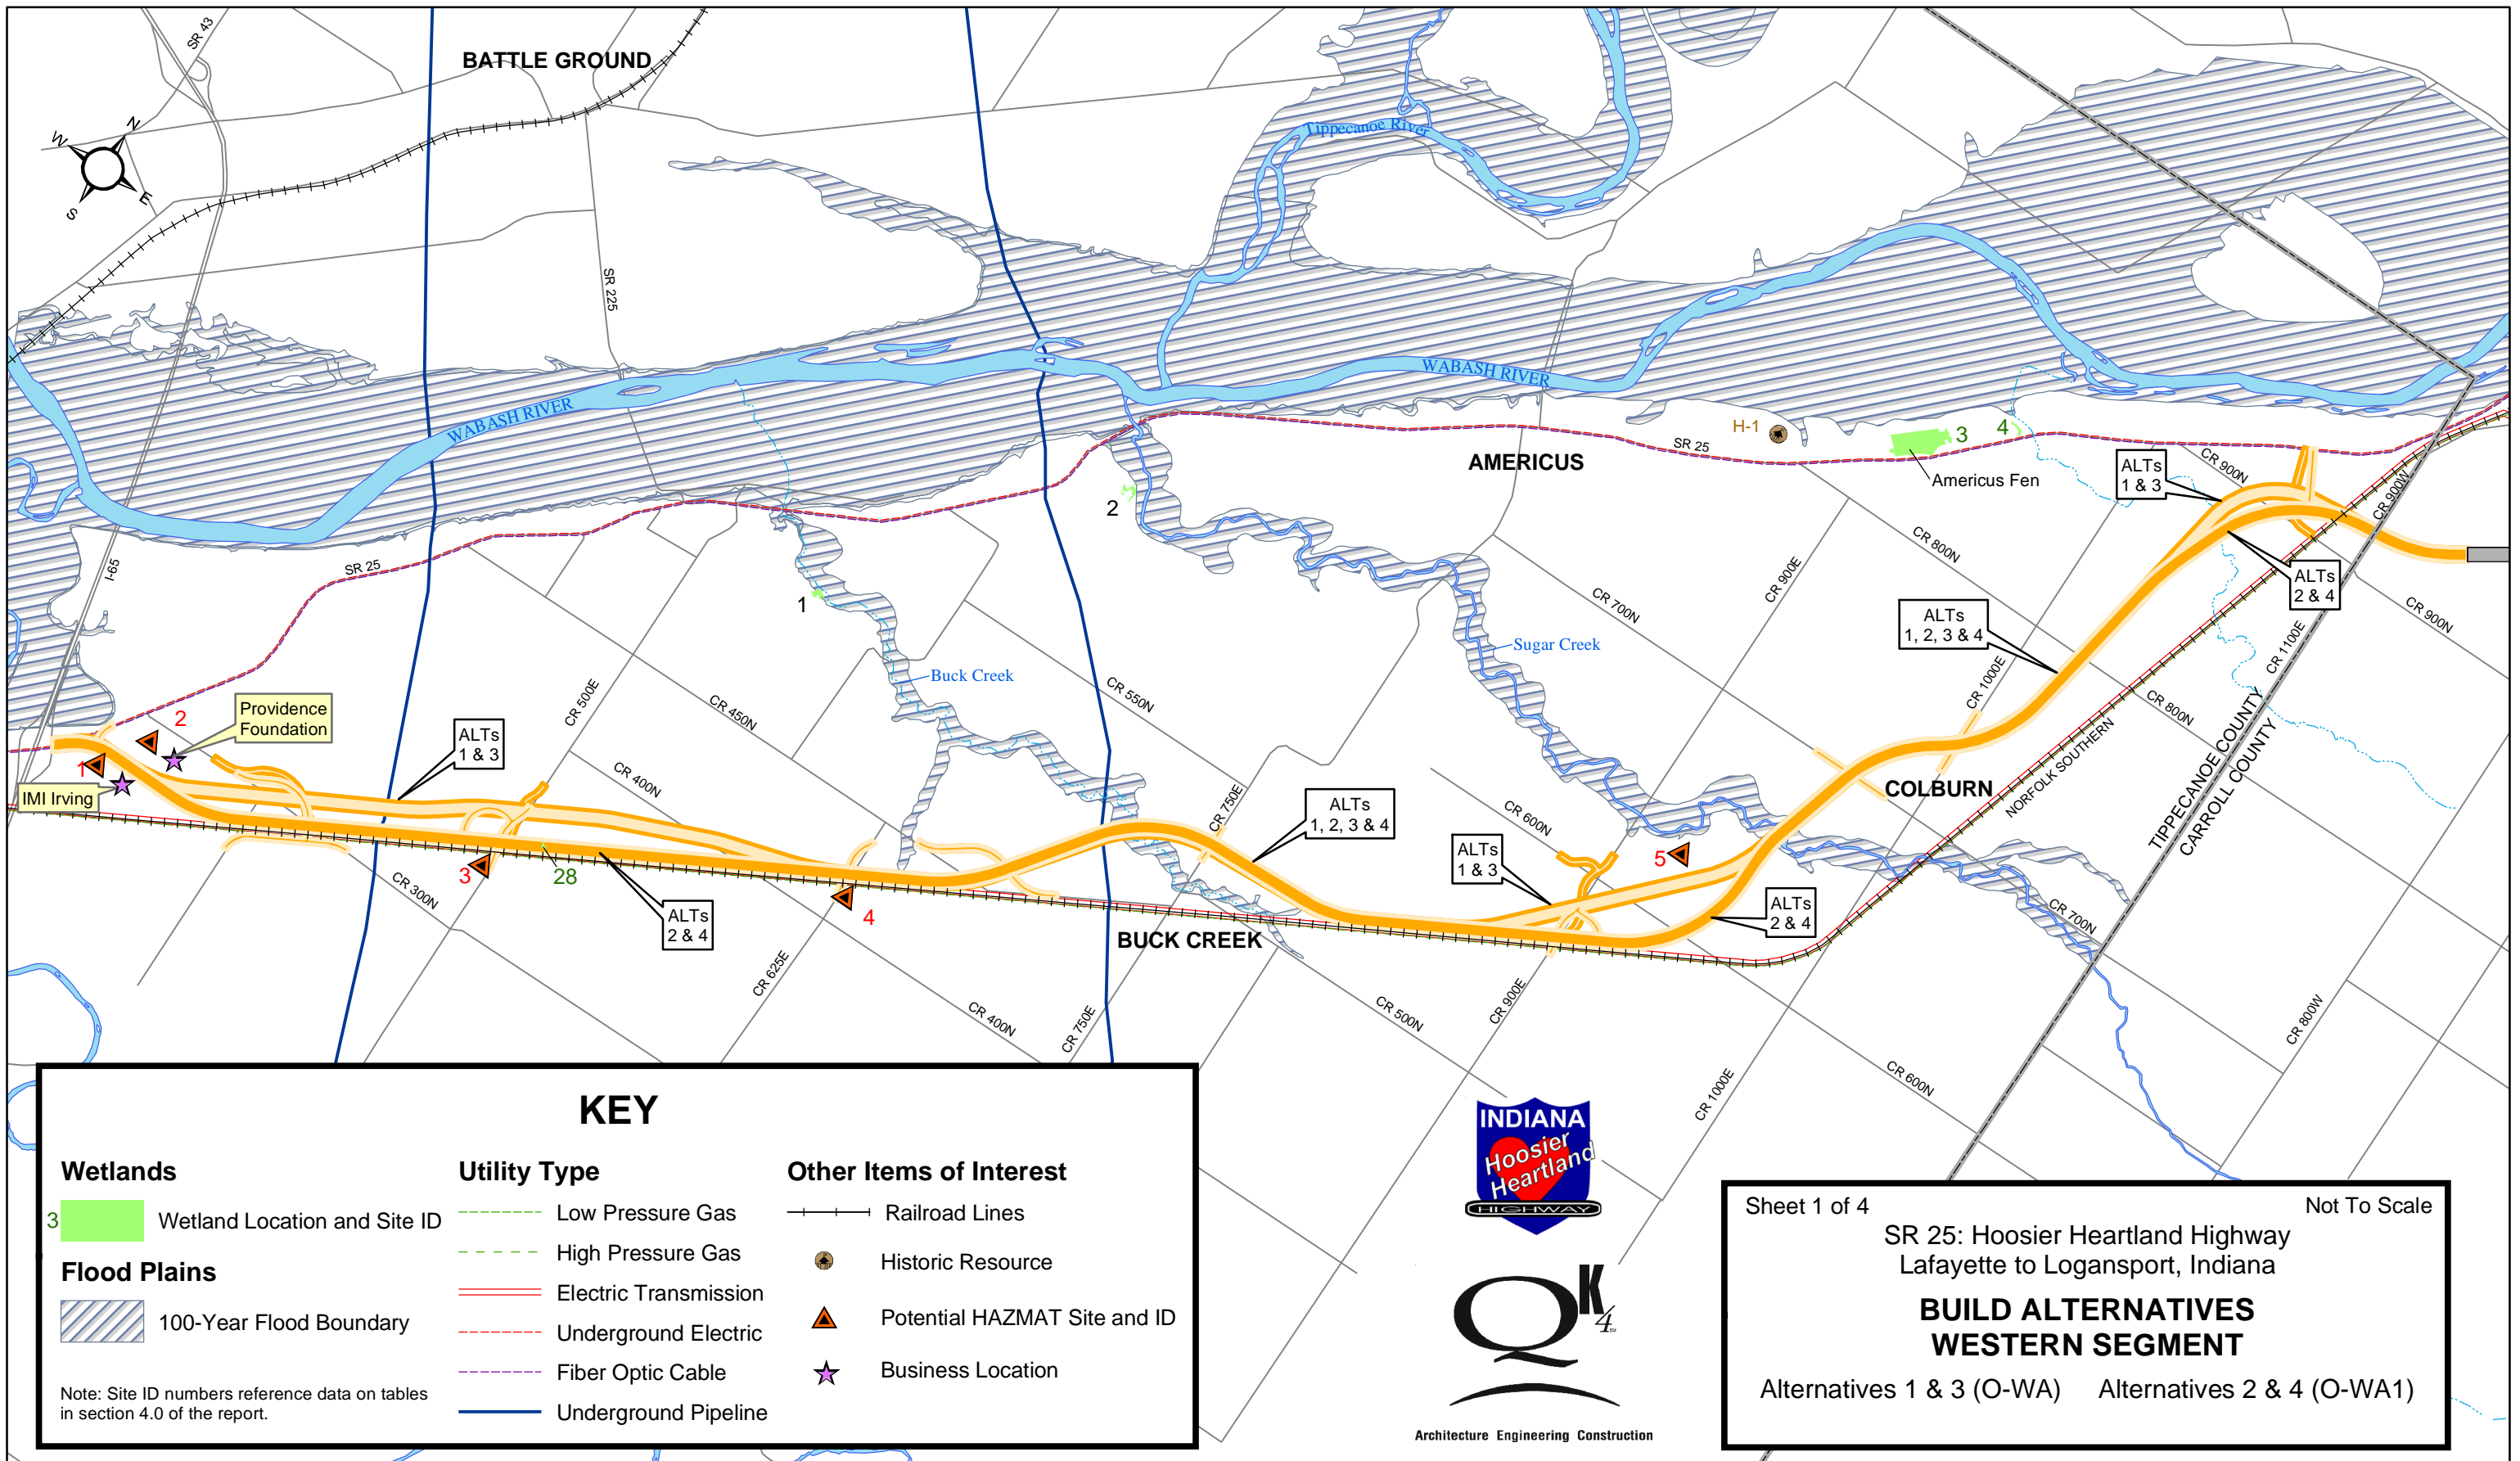 SR 43
BATTLE GROUND
N
W
E
S
Tippecanoe River
SR 225
WABASH RIVER
WABASH RIVER
I-65
SR 25
H-1
SR 25
3
4
Americus Fen
AMERICUS
CR 900N
CR 900W
ALTs
1 & 3
2
1
CR 800N
CR 900E
CR 700N
ALTs
2 & 4
CR 900N
ALTs
1, 2, 3 & 4
Sugar Creek
Buck Creek
CR 1100E
CR 1000E
CR 550N
CR 450N
CR 500E
CR 800N
2
Providence
Foundation
ALTs
1 & 3
1
IMI Irving
CR 400N
TIPPECANOE COUNTY
CARROLL COUNTY
NORFOLK SOUTHERN
COLBURN
CR 750E
ALTs
1, 2, 3 & 4
CR 600N
ALTs
1 & 3
5
3
28
CR 300N
ALTs
2 & 4
4
ALTs
2 & 4
CR 700N
BUCK CREEK
CR 625E
CR 400N
CR 750E
CR 500N
CR 900E
CR 800W
CR 600N
CR 1000E
KEY
Wetlands
3
Wetland Location and Site ID
Flood Plains
100-Year Flood Boundary
Note: Site ID numbers reference data on tables
in section 4.0 of the report.
Utility Type
Low Pressure Gas
High Pressure Gas
Electric Transmission
Underground Electric
Fiber Optic Cable
Underground Pipeline
Other Items of Interest
Railroad Lines
Historic Resource
Potential HAZMAT Site and ID
Business Location
INDIANA
Hoosier
Heartland
HIGHWAY
QK4
Architecture Engineering Construction
Sheet 1 of 4
Not To Scale
SR 25: Hoosier Heartland Highway
Lafayette to Logansport, Indiana
BUILD ALTERNATIVES
WESTERN SEGMENT
Alternatives 1 & 3 (O-WA) Alternatives 2 & 4 (O-WA1)